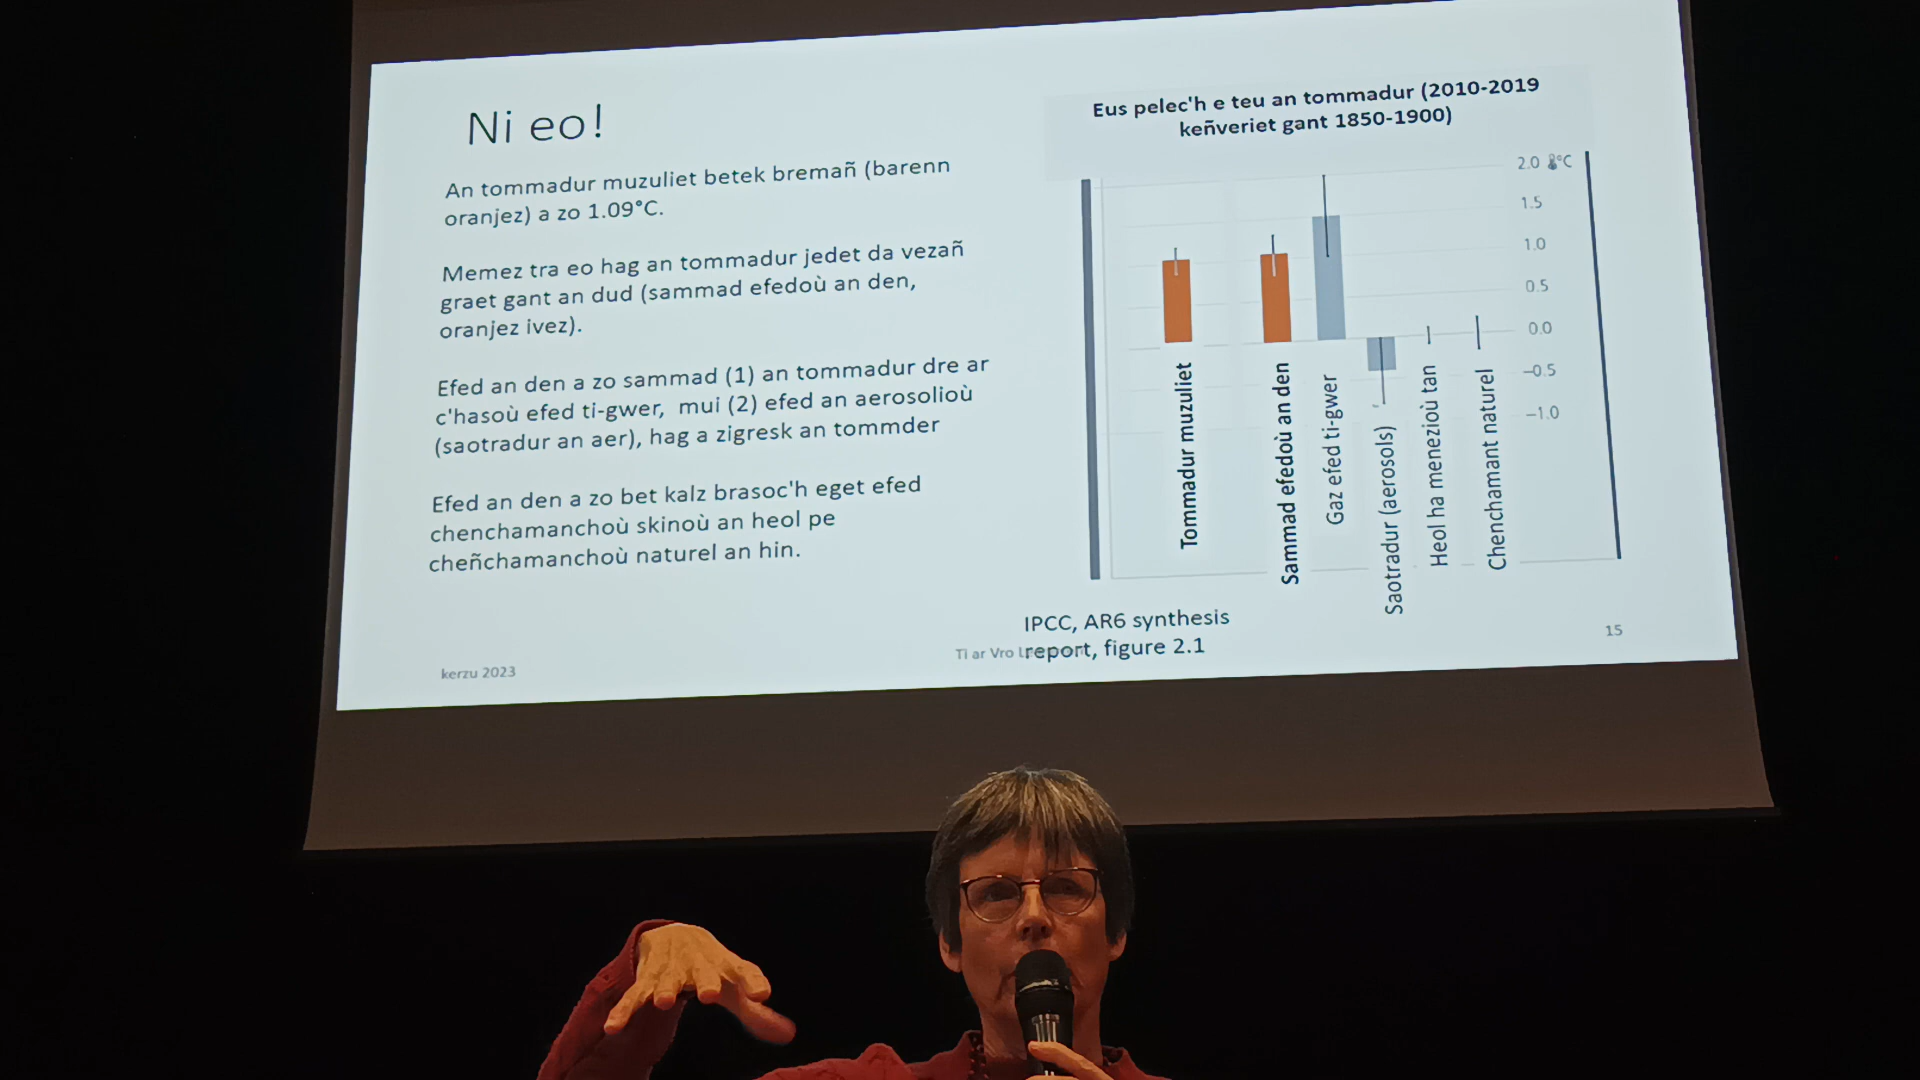 Ni eo!
An tommadur muzuliet betek bremañ (barenn
oranjez) a zo 1.09°C.
Memez tra eo hag an tommadur jedet da vezañ
graet gant an dud (sammad efedoù an den,
oranjez ivez).
Efed an den a zo sammad (1) an tommadur dre ar
c'hasoù efed ti-gwer, mui (2) efed an aerosolioù
(saotradur an aer), hag a zigresk an tommder
Efed an den a zo bet kalz brasoc'h eget efed
chenchamanchoù skinoù an heol pe
cheñchamanchoù naturel an hin.
kerzu 2023
Eus pelec'h e teu an tommadur (2010-2019
keñveriet gant 1850-1900)
2.0 °C
1.5
1.0
0.5
0.0
–0.5
–1.0
Tommadur muzuliet
Sammad efedoù an den
Gaz efed ti-gwer
Saotradur (aerosols)
Heol ha menezioù tan
Chenchamant naturel
IPCC, AR6 synthesis
report, figure 2.1
Ti ar Vro
15